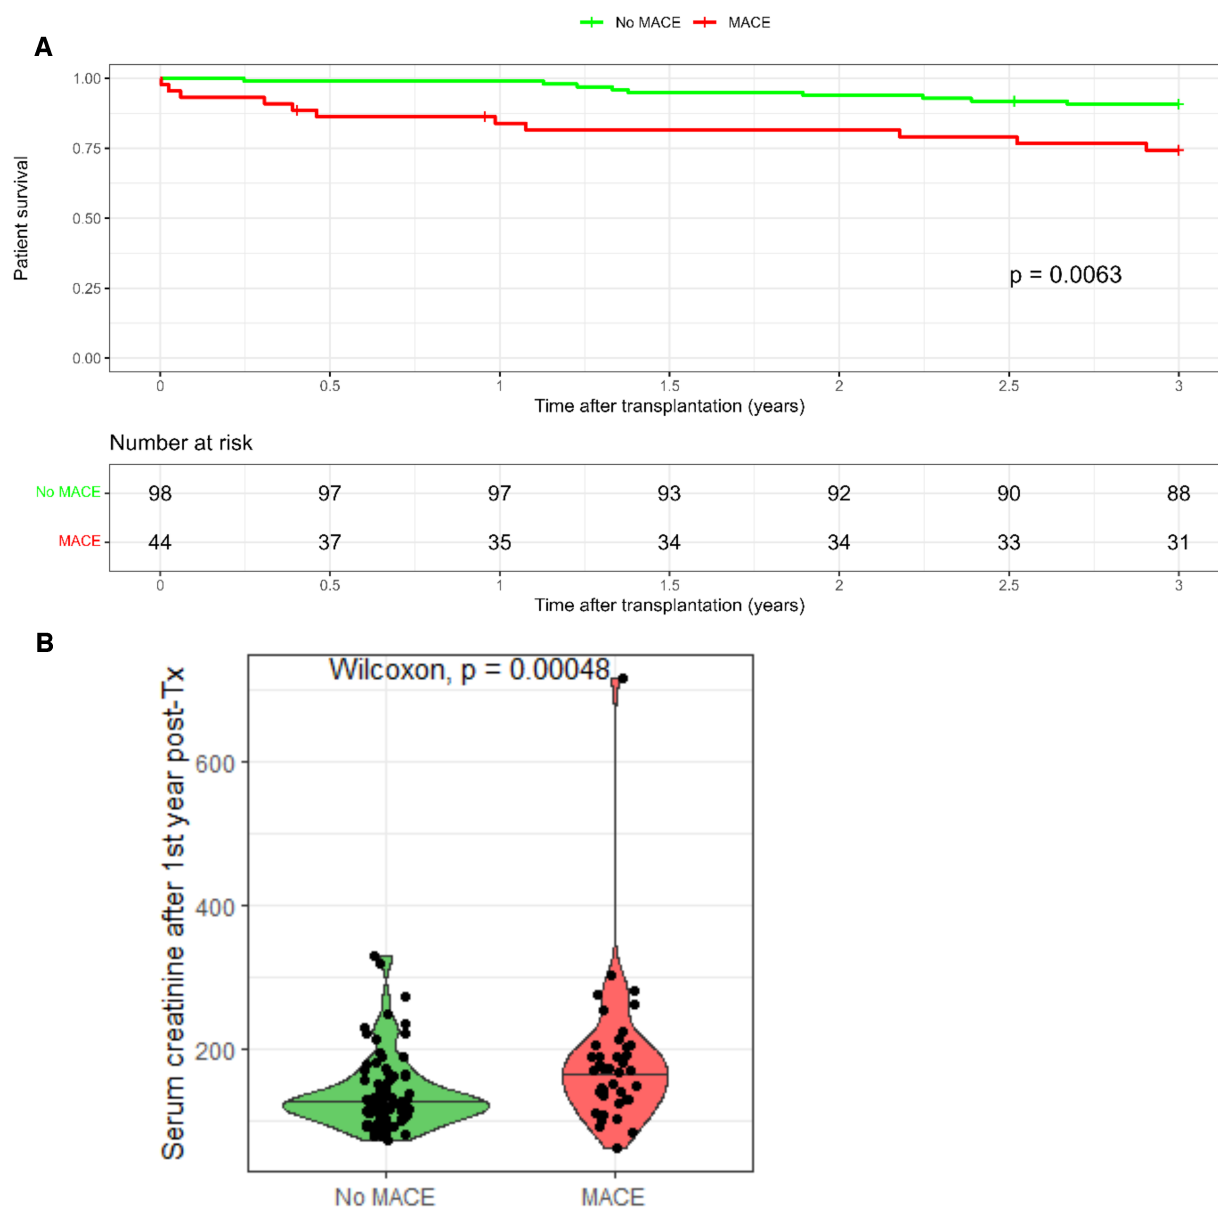 No MACE MACE
A
Patient survival
1.00
0.75
0.50
0.25
0.00
p = 0.0063
0 0.5 1 1.5 2 2.5 3
Time after transplantation (years)
Number at risk
No MACE 98 97 97 93 92 90 88
MACE 44 37 35 34 34 33 31
0 0.5 1 1.5 2 2.5 3
Time after transplantation (years)
B
Serum creatinine after 1st year post-Tx
Wilcoxon, p = 0.00048
600
400
200
No MACE MACE